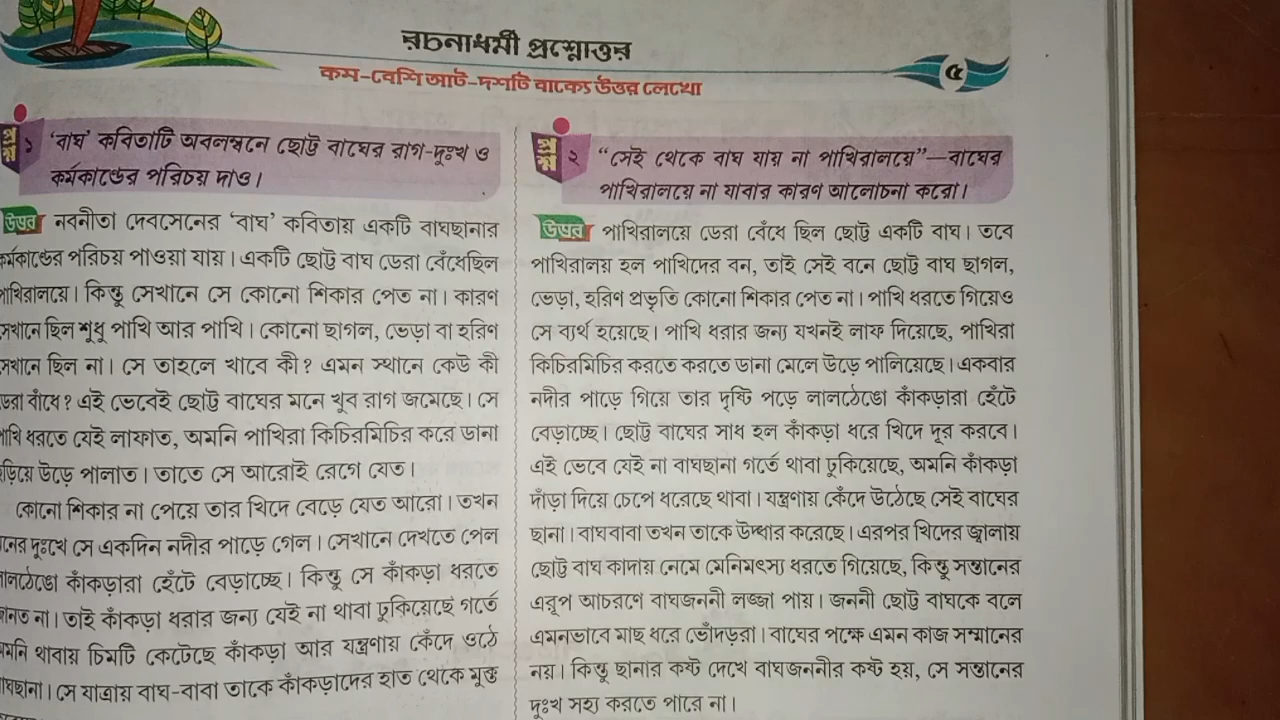 রচনাধর্মী প্রশ্নোত্তর
কম-বেশি আট-দশটি বাক্যে উত্তর লেখো
৫
প্রশ্ন ১ ‘বাঘ’ কবিতাটি অবলম্বনে ছোট্ট বাঘের রাগ-দুঃখ ও
কর্মকাণ্ডের পরিচয় দাও।
উত্তর নবনীতা দেবসেনের ‘বাঘ’ কবিতায় একটি বাঘছানার
কর্মকাণ্ডের পরিচয় পাওয়া যায়। একটি ছোট্ট বাঘ ডেরা বেঁধেছিল
পাখিরালয়ে। কিন্তু সেখানে সে কোনো শিকার পেত না। কারণ
সেখানে ছিল শুধু পাখি আর পাখি। কোনো ছাগল, ভেড়া বা হরিণ
সেখানে ছিল না। সে তাহলে খাবে কী? এমন স্থানে কেউ কী
ডেরা বাঁধে? এই ভেবেই ছোট্ট বাঘের মনে খুব রাগ জমেছে। সে
পাখি ধরতে যেই লাফাত, অমনি পাখিরা কিচিরমিচির করে ডানা
উড়ে পালাত। তাতে সে আরোই রেগে যেত।
কোনো শিকার না পেয়ে তার খিদে বেড়ে যেত আরো। তখন
মনের দুঃখে সে একদিন নদীর পাড়ে গেল। সেখানে দেখতে পেল
লালঠেঙো কাঁকড়ারা হেঁটে বেড়াচ্ছে। কিন্তু সে কাঁকড়া ধরতে
জানত না। তাই কাঁকড়া ধরার জন্য যেই না থাবা ঢুকিয়েছে গর্তে
অমনি থাবায় চিমটি কেটেছে কাঁকড়া আর যন্ত্রণায় কেঁদে ওঠে
বাঘছানা। সে যাত্রায় বাঘ-বাবা তাকে কাঁকড়াদের হাত থেকে মুক্ত
প্রশ্ন ২ “সেই থেকে বাঘ যায় না পাখিরালয়ে”—বাঘের
পাখিরালয়ে না যাবার কারণ আলোচনা করো।
উত্তর পাখিরালয়ে ডেরা বেঁধে ছিল ছোট্ট একটি বাঘ। তবে
পাখিরালয় হল পাখিদের বন, তাই সেই বনে ছোট্ট বাঘ ছাগল,
ভেড়া, হরিণ প্রভৃতি কোনো শিকার পেত না। পাখি ধরতে গিয়েও
সে ব্যর্থ হয়েছে। পাখি ধরার জন্য যখনই লাফ দিয়েছে, পাখিরা
কিচিরমিচির করতে করতে ডানা মেলে উড়ে পালিয়েছে। একবার
নদীর পাড়ে গিয়ে তার দৃষ্টি পড়ে লালঠেঙো কাঁকড়ারা হেঁটে
বেড়াচ্ছে। ছোট্ট বাঘের সাধ হল কাঁকড়া ধরে খিদে দূর করবে।
এই ভেবে যেই না বাঘছানা গর্তে থাবা ঢুকিয়েছে, অমনি কাঁকড়া
দাঁড়া দিয়ে চেপে ধরেছে থাবা। যন্ত্রণায় কেঁদে উঠেছে সেই বাঘের
ছানা। বাঘবাবা তখন তাকে উদ্ধার করেছে। এরপর খিদের জ্বালায়
ছোট্ট বাঘ কাদায় নেমে মেনিমৎস্য ধরতে গিয়েছে, কিন্তু সন্তানের
এরূপ আচরণে বাঘজননী লজ্জা পায়। জননী ছোট্ট বাঘকে বলে
এমনভাবে মাছ ধরে ভোঁদড়রা। বাঘের পক্ষে এমন কাজ সম্মানের
নয়। কিন্তু ছানার কষ্ট দেখে বাঘজননীর কষ্ট হয়, সে সন্তানের
দুঃখ সহ্য করতে পারে না।